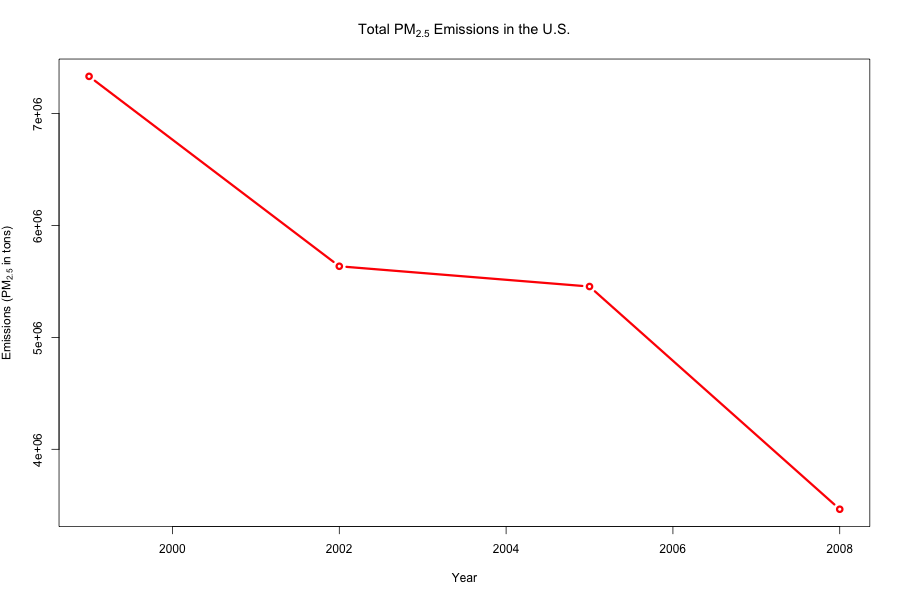 Total PM2.5 Emissions in the U.S.
Emissions (PM2.5 in tons)
7e+06
6e+06
5e+06
4e+06
2000 2002 2004 2006 2008
Year